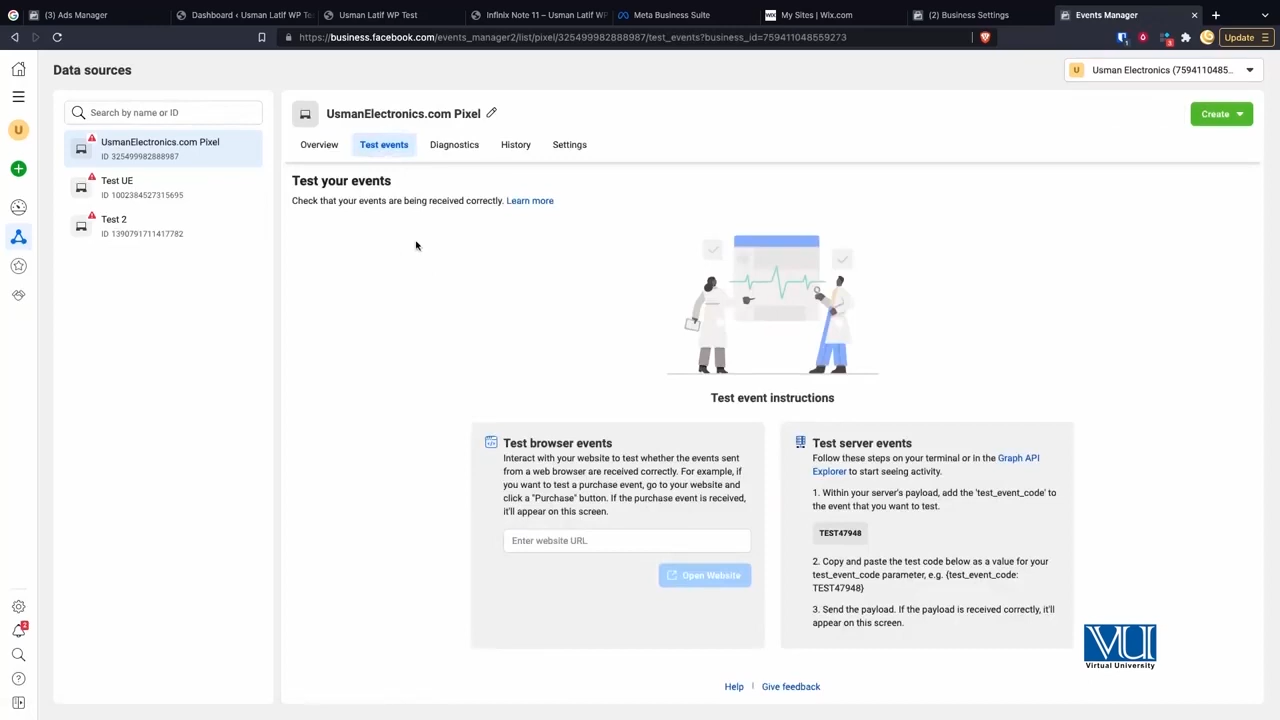 (3) Ads Manager
Dashboard ‹ Usman Latif WP Te
Usman Latif WP Test
Infinix Note 11 – Usman Latif WP
Meta Business Suite
My Sites | Wix.com
(2) Business Settings
Events Manager
https://business.facebook.com/events_manager2/list/pixel/325499982888987/test_events?business_id=759411048559273
Update
Data sources
U
Usman Electronics (7594110485...
Search by name or ID
UsmanElectronics.com Pixel
ID 325499982888987
Test UE
ID 1002384527315695
Test 2
ID 1390791711417782
U
2
UsmanElectronics.com Pixel
Create
Overview
Test events
Diagnostics
History
Settings
Test your events
Check that your events are being received correctly. Learn more
Test event instructions
Test browser events
Interact with your website to test whether the events sent
from a web browser are received correctly. For example, if
you want to test a purchase event, go to your website and
click a "Purchase" button. If the purchase event is received,
it'll appear on this screen.
Enter website URL
Open Website
Test server events
Follow these steps on your terminal or in the Graph API
Explorer to start seeing activity.
1. Within your server's payload, add the 'test_event_code' to
the event that you want to test.
TEST47948
2. Copy and paste the test code below as a value for your
test_event_code parameter, e.g. {test_event_code:
TEST47948}
3. Send the payload. If the payload is received correctly, it'll
appear on this screen.
VU
Virtual University
Help
Give feedback